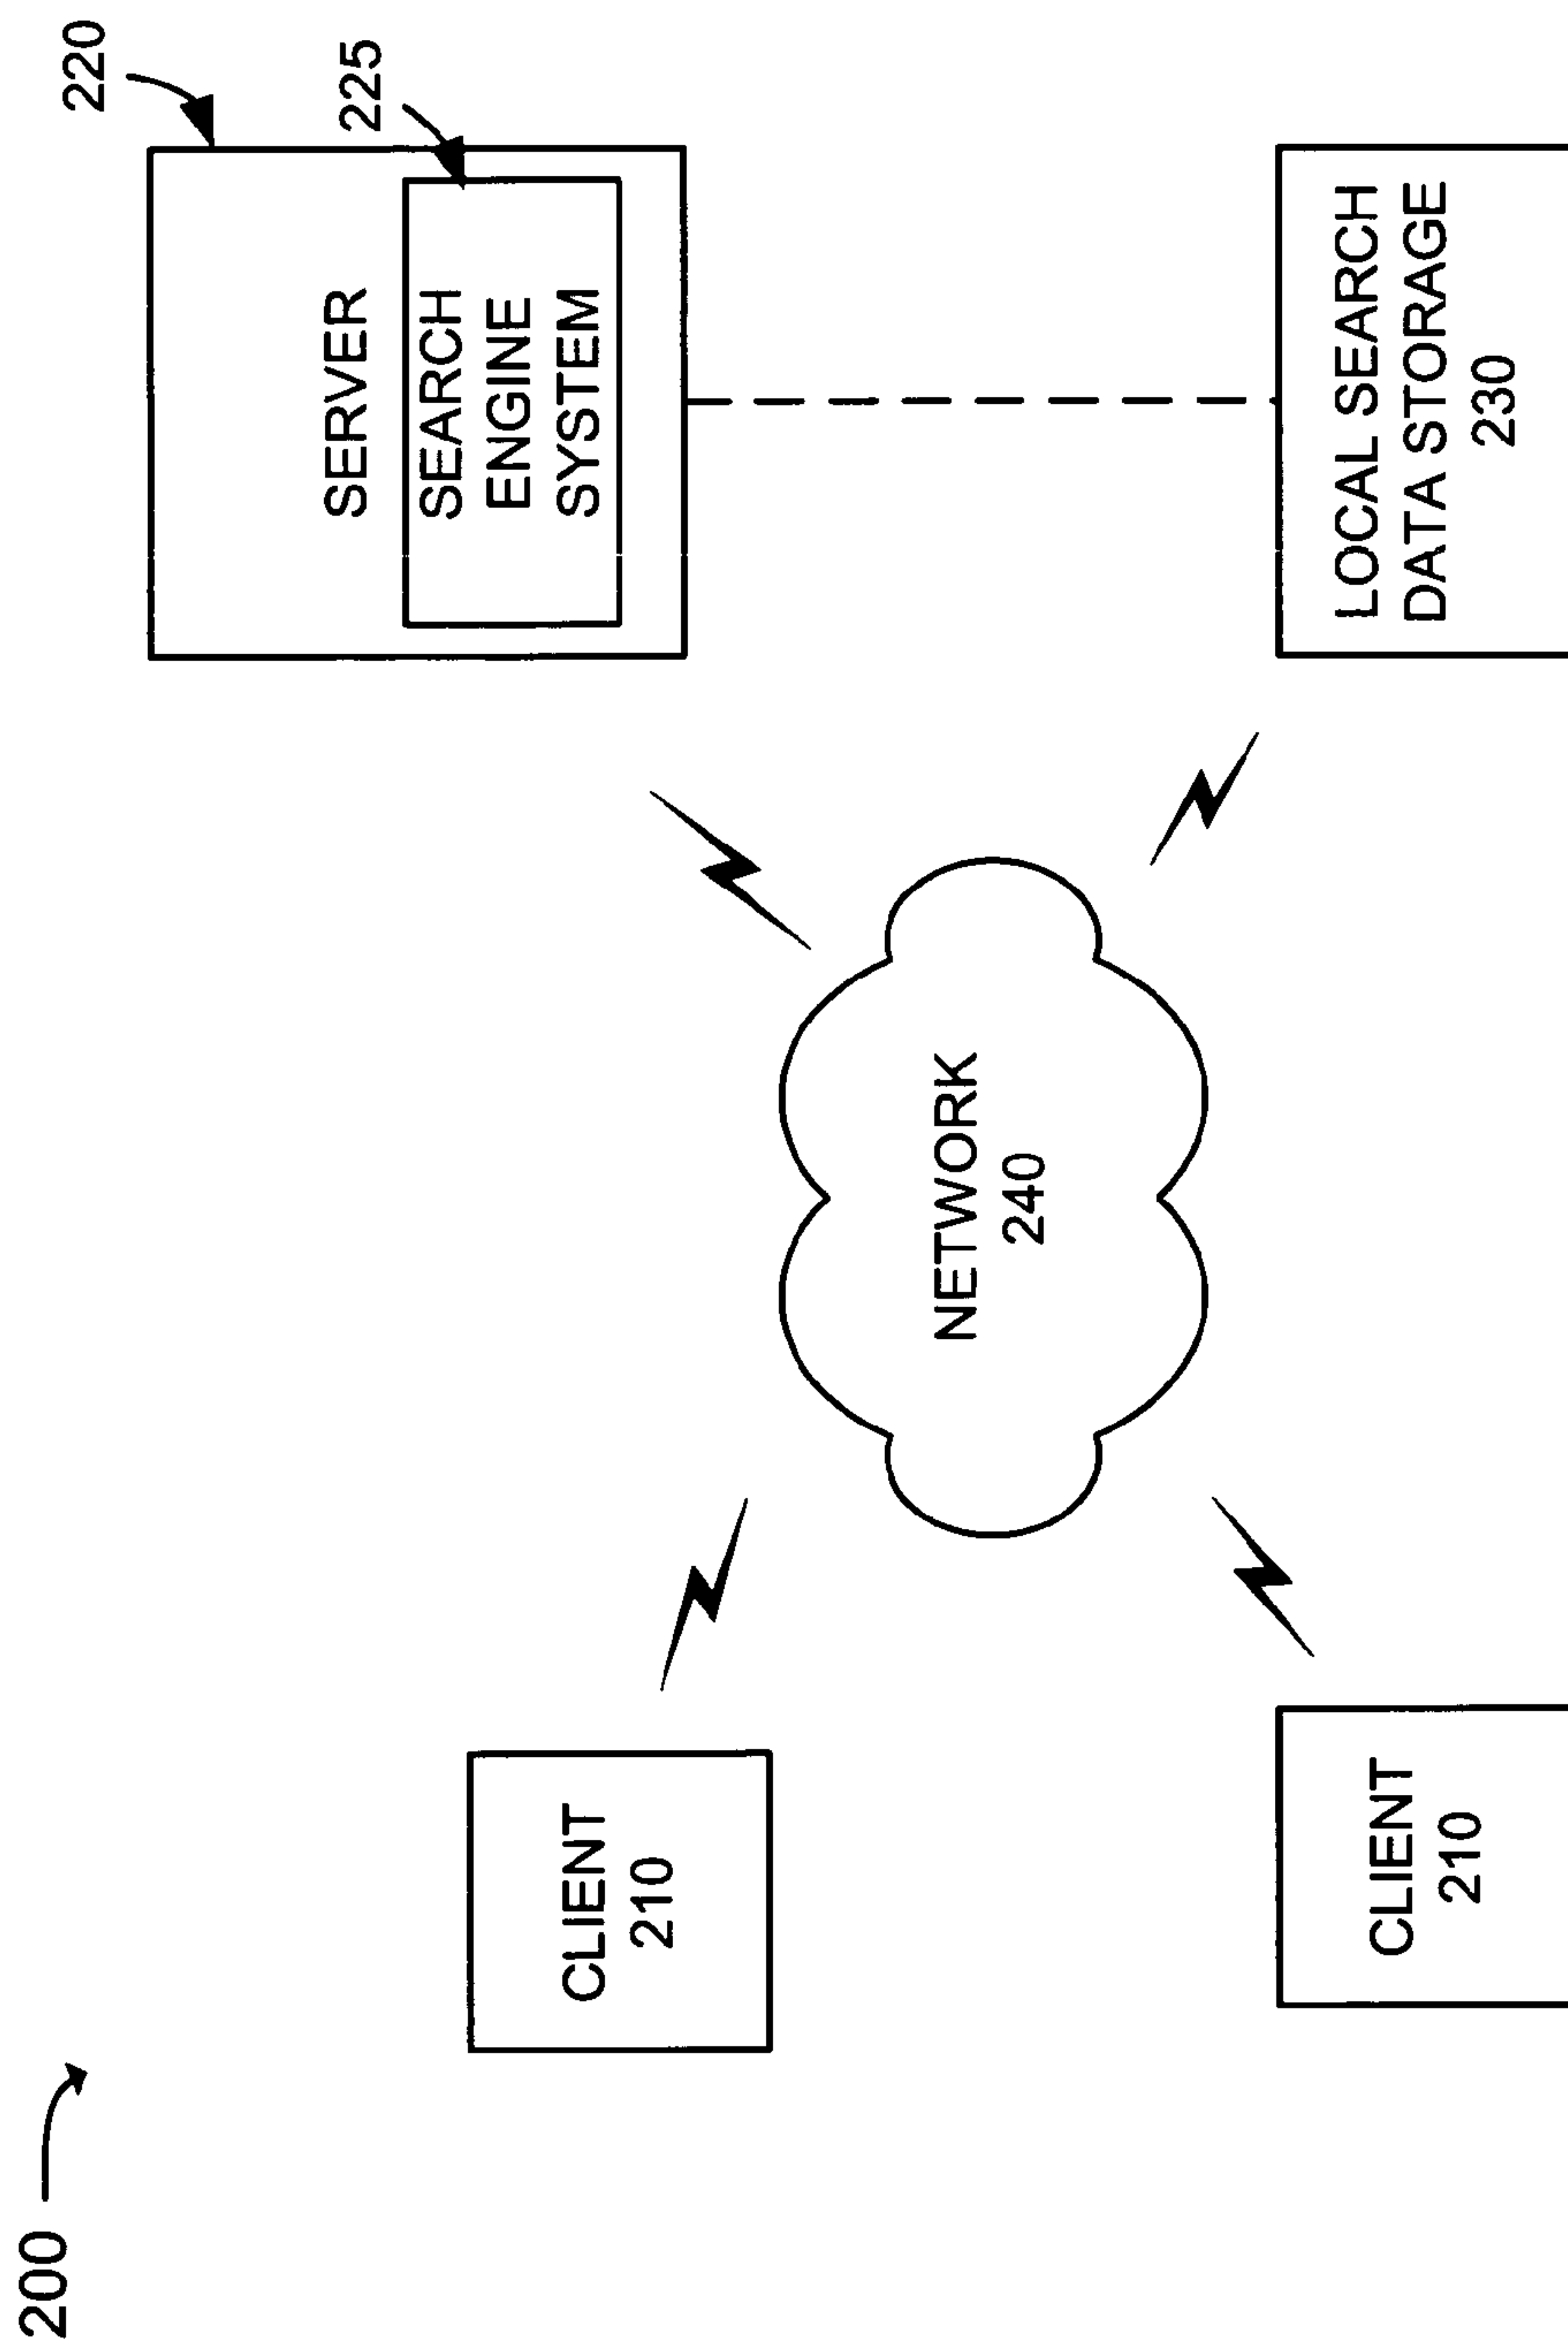 200
220
SERVER
225
SEARCH
ENGINE
SYSTEM
CLIENT
210
NETWORK
240
CLIENT
210
LOCAL SEARCH
DATA STORAGE
230